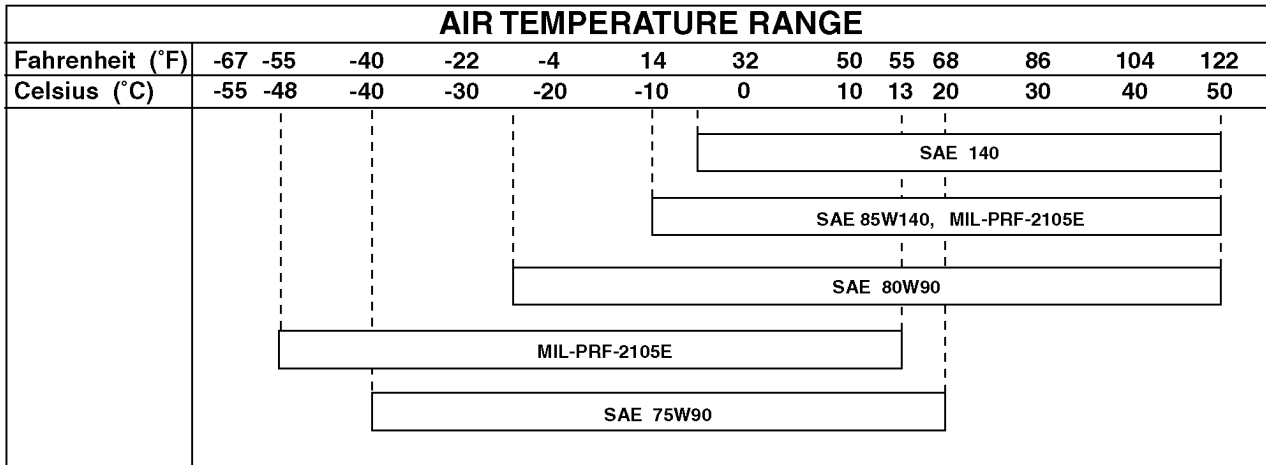 AIR TEMPERATURE RANGE
Fahrenheit (°F) -67 -55 -40 -22 -4 14 32 50 55 68 86 104 122
Celsius (°C) -55 -48 -40 -30 -20 -10 0 10 13 20 30 40 50
SAE 140
SAE 85W140, MIL-PRF-2105E
SAE 80W90
MIL-PRF-2105E
SAE 75W90